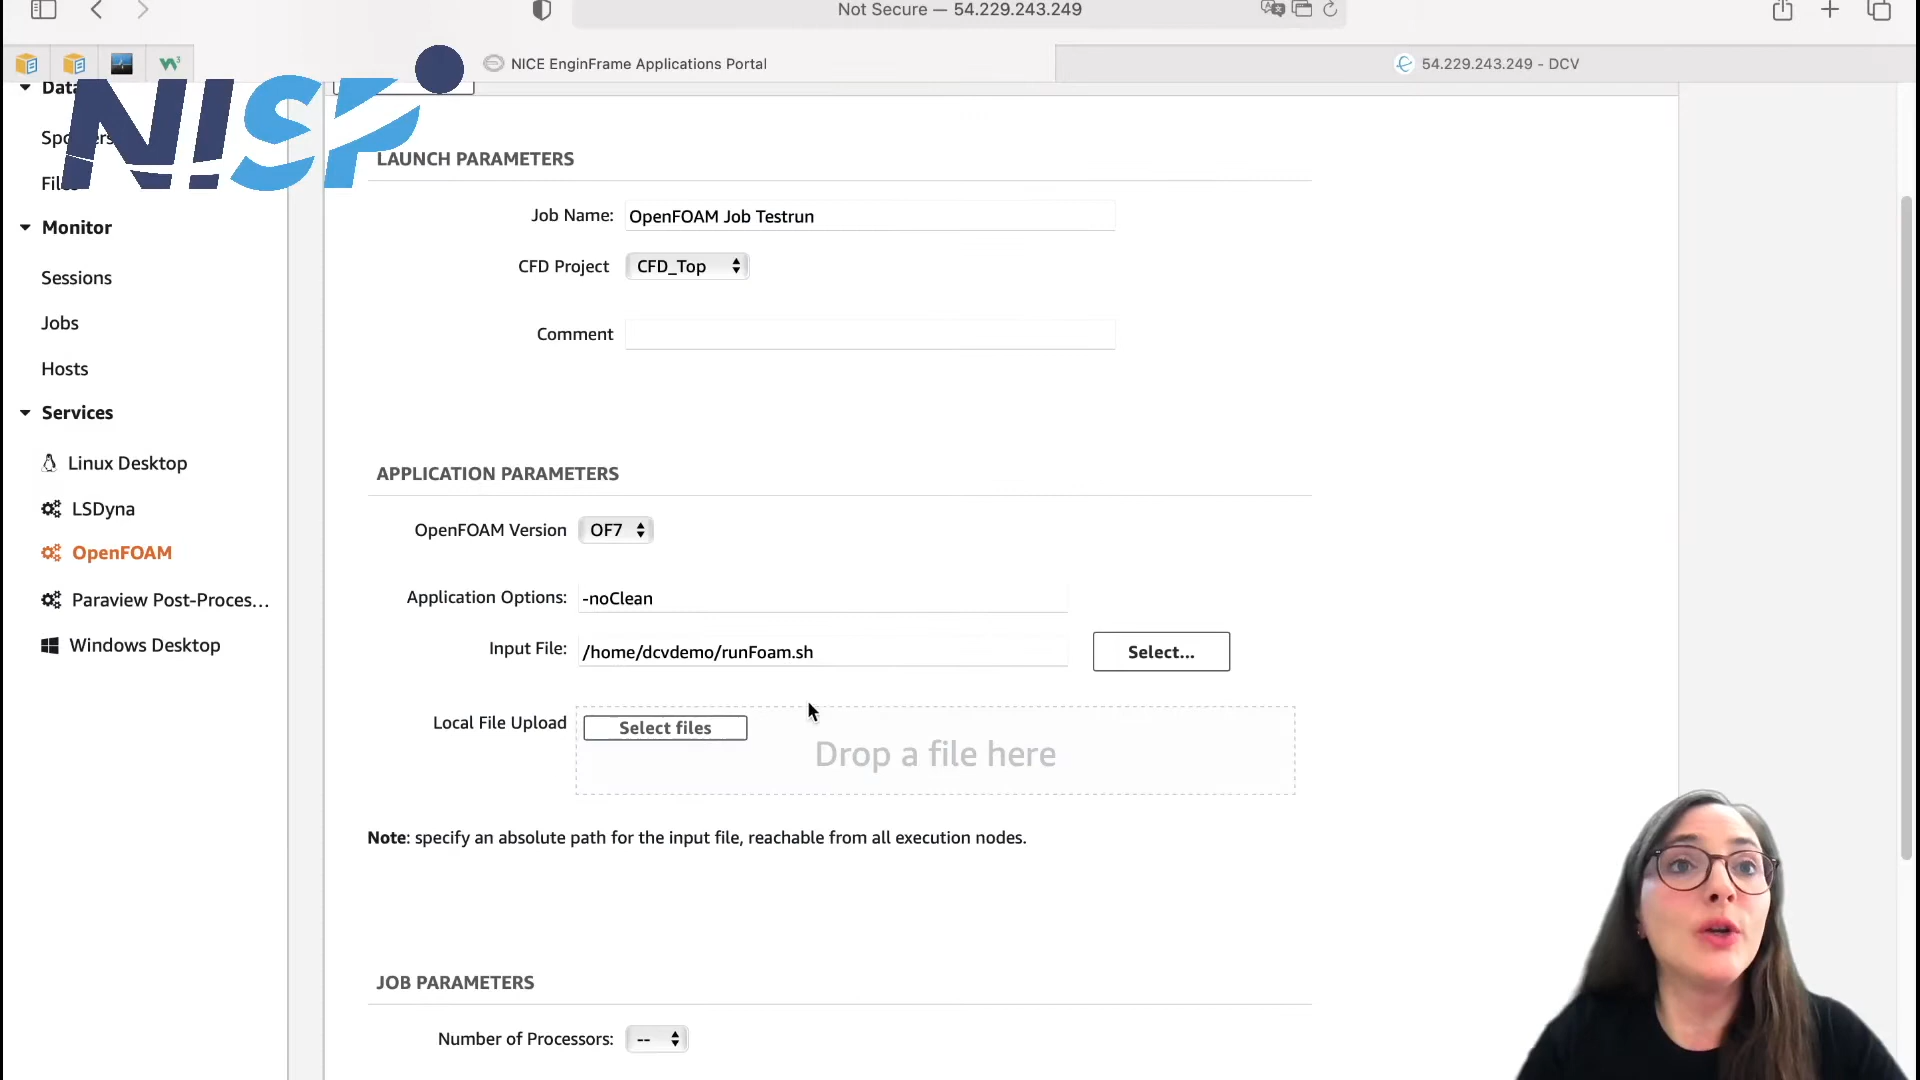 Not Secure — 54.229.243.249
NICE EnginFrame Applications Portal
54.229.243.249 - DCV
NISP
Data
LAUNCH PARAMETERS
Files
Job Name: OpenFOAM Job Testrun
Monitor
CFD Project CFD_Top
Sessions
Comment
Jobs
Hosts
Services
Linux Desktop
APPLICATION PARAMETERS
LSDyna
OpenFOAM Version OF7
OpenFOAM
Application Options: -noClean
Paraview Post-Proces...
Input File: /home/dcvdemo/runFoam.sh Select...
Windows Desktop
Local File Upload Select files
Drop a file here
Note: specify an absolute path for the input file, reachable from all execution nodes.
JOB PARAMETERS
Number of Processors: --